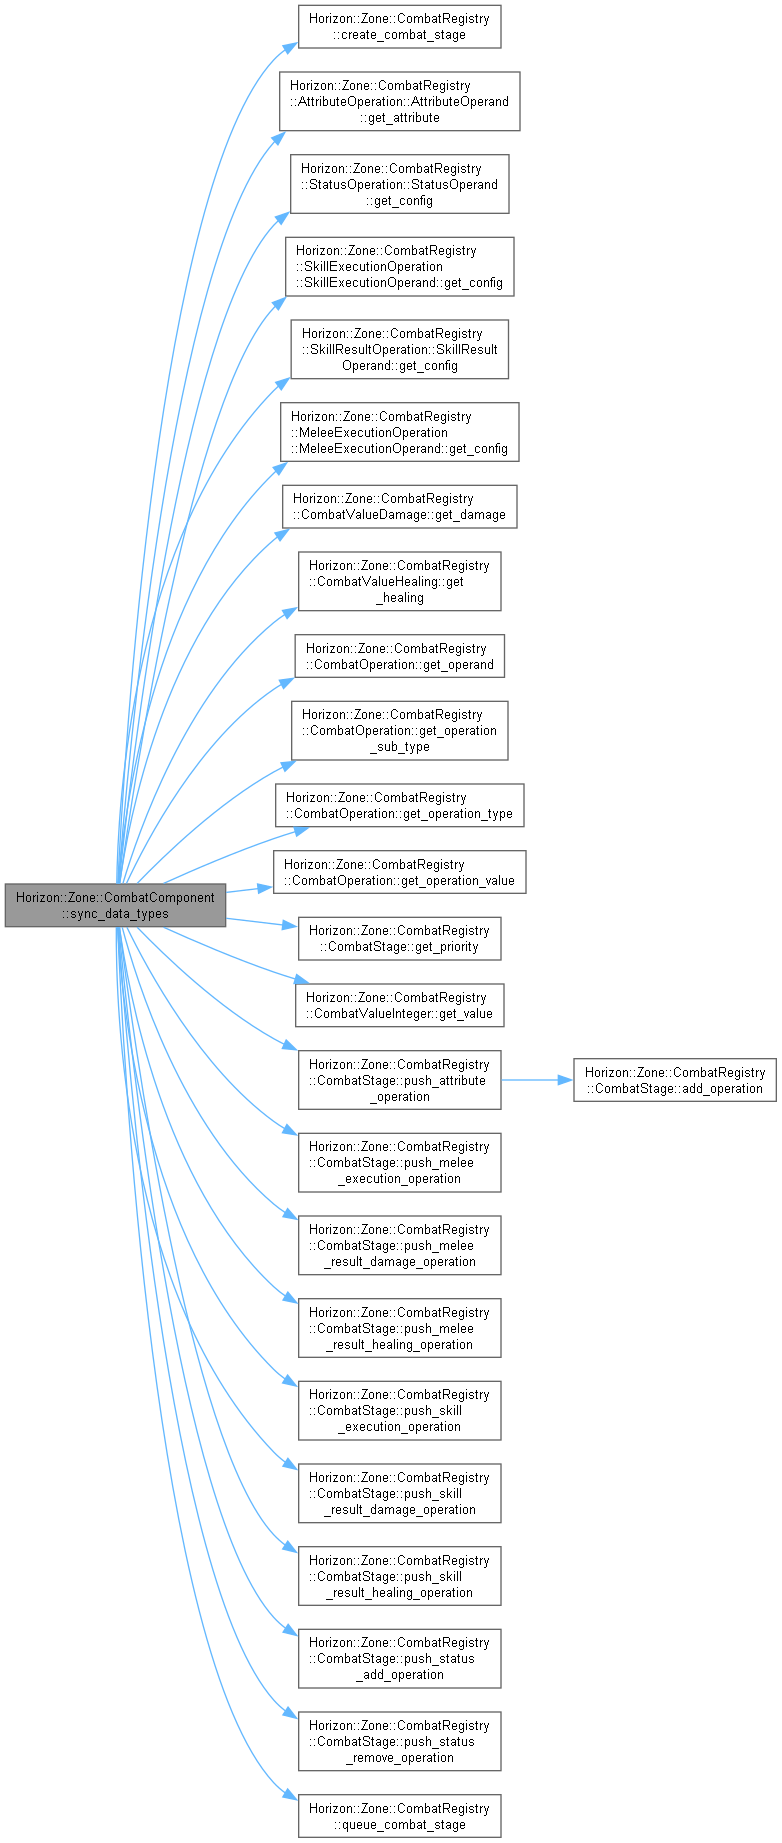 Horizon::Zone::CombatRegistry
::create_combat_stage
Horizon::Zone::CombatRegistry
::AttributeOperation::AttributeOperand
::get_attribute
Horizon::Zone::CombatRegistry
::StatusOperation::StatusOperand
::get_config
Horizon::Zone::CombatRegistry
::SkillExecutionOperation
::SkillExecutionOperand::get_config
Horizon::Zone::CombatRegistry
::SkillResultOperation::SkillResult
Operand::get_config
Horizon::Zone::CombatRegistry
::MeleeExecutionOperation
::MeleeExecutionOperand::get_config
Horizon::Zone::CombatRegistry
::CombatValueDamage::get_damage
Horizon::Zone::CombatRegistry
::CombatValueHealing::get
_healing
Horizon::Zone::CombatRegistry
::CombatOperation::get_operand
Horizon::Zone::CombatRegistry
::CombatOperation::get_operation
_sub_type
Horizon::Zone::CombatRegistry
::CombatOperation::get_operation_type
Horizon::Zone::CombatRegistry
::CombatOperation::get_operation_value
Horizon::Zone::CombatComponent
::sync_data_types
Horizon::Zone::CombatRegistry
::CombatStage::get_priority
Horizon::Zone::CombatRegistry
::CombatValueInteger::get_value
Horizon::Zone::CombatRegistry
::CombatStage::push_attribute
_operation
Horizon::Zone::CombatRegistry
::CombatStage::add_operation
Horizon::Zone::CombatRegistry
::CombatStage::push_melee
_execution_operation
Horizon::Zone::CombatRegistry
::CombatStage::push_melee
_result_damage_operation
Horizon::Zone::CombatRegistry
::CombatStage::push_melee
_result_healing_operation
Horizon::Zone::CombatRegistry
::CombatStage::push_skill
_execution_operation
Horizon::Zone::CombatRegistry
::CombatStage::push_skill
_result_damage_operation
Horizon::Zone::CombatRegistry
::CombatStage::push_skill
_result_healing_operation
Horizon::Zone::CombatRegistry
::CombatStage::push_status
_add_operation
Horizon::Zone::CombatRegistry
::CombatStage::push_status
_remove_operation
Horizon::Zone::CombatRegistry
::queue_combat_stage